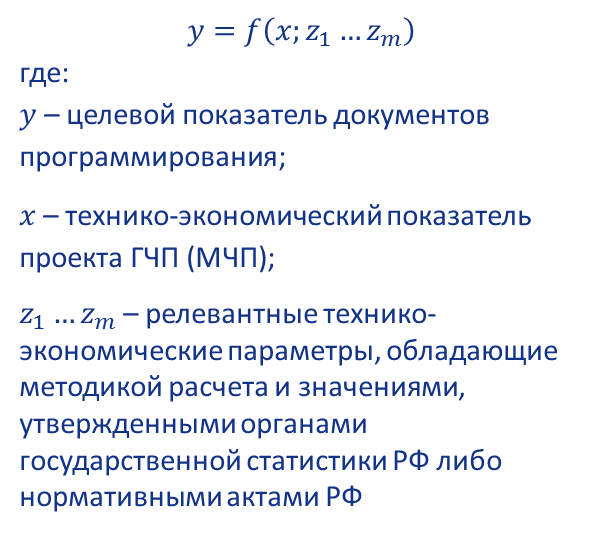 y = f(x; z₁ … zₘ)
где:
y – целевой показатель документов
программирования;
x – технико-экономический показатель
проекта ГЧП (МЧП);
z₁ … zₘ – релевантные технико-
экономические параметры, обладающие
методикой расчета и значениями,
утвержденными органами
государственной статистики РФ либо
нормативными актами РФ